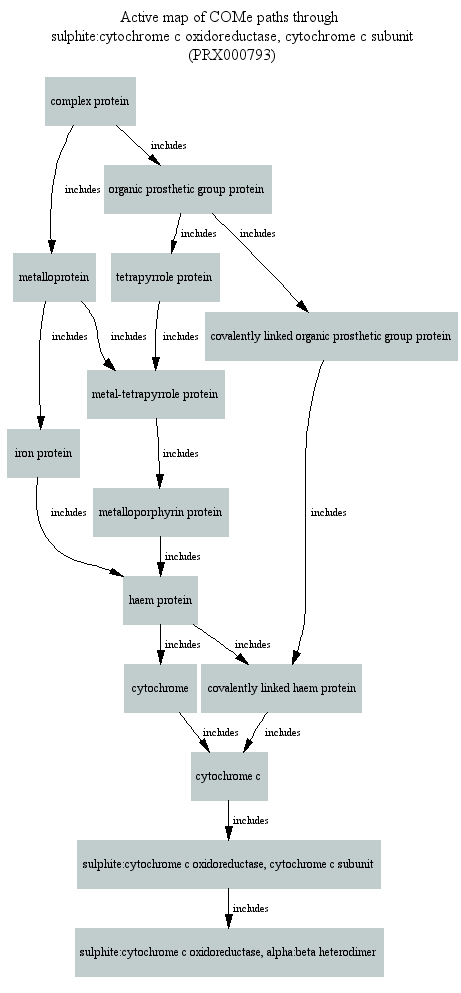 Active map of COMe paths through
sulphite:cytochrome c oxidoreductase, cytochrome c subunit
(PRX000793)
complex protein
includes
includes
organic prosthetic group protein
includes
includes
metalloprotein
tetrapyrrole protein
includes
includes
includes
covalently linked organic prosthetic group protein
metal-tetrapyrrole protein
iron protein
includes
includes
metalloporphyrin protein
includes
includes
haem protein
includes
includes
cytochrome
covalently linked haem protein
includes
includes
cytochrome c
includes
sulphite:cytochrome c oxidoreductase, cytochrome c subunit
includes
sulphite:cytochrome c oxidoreductase, alpha:beta heterodimer